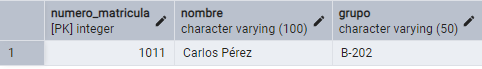 numero_matricula nombre grupo
[PK] integer character varying (100) character varying (50)
1 1011 Carlos Pérez B-202